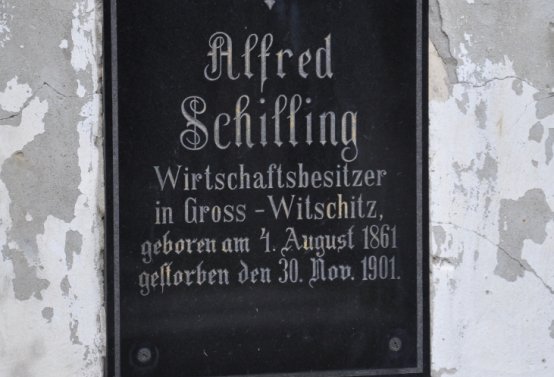 Alfred
Schilling
Wirtschaftsbesitzer
in Gross-Witschitz,
geboren am 4. August 1861
gestorben den 30. Nov. 1901.